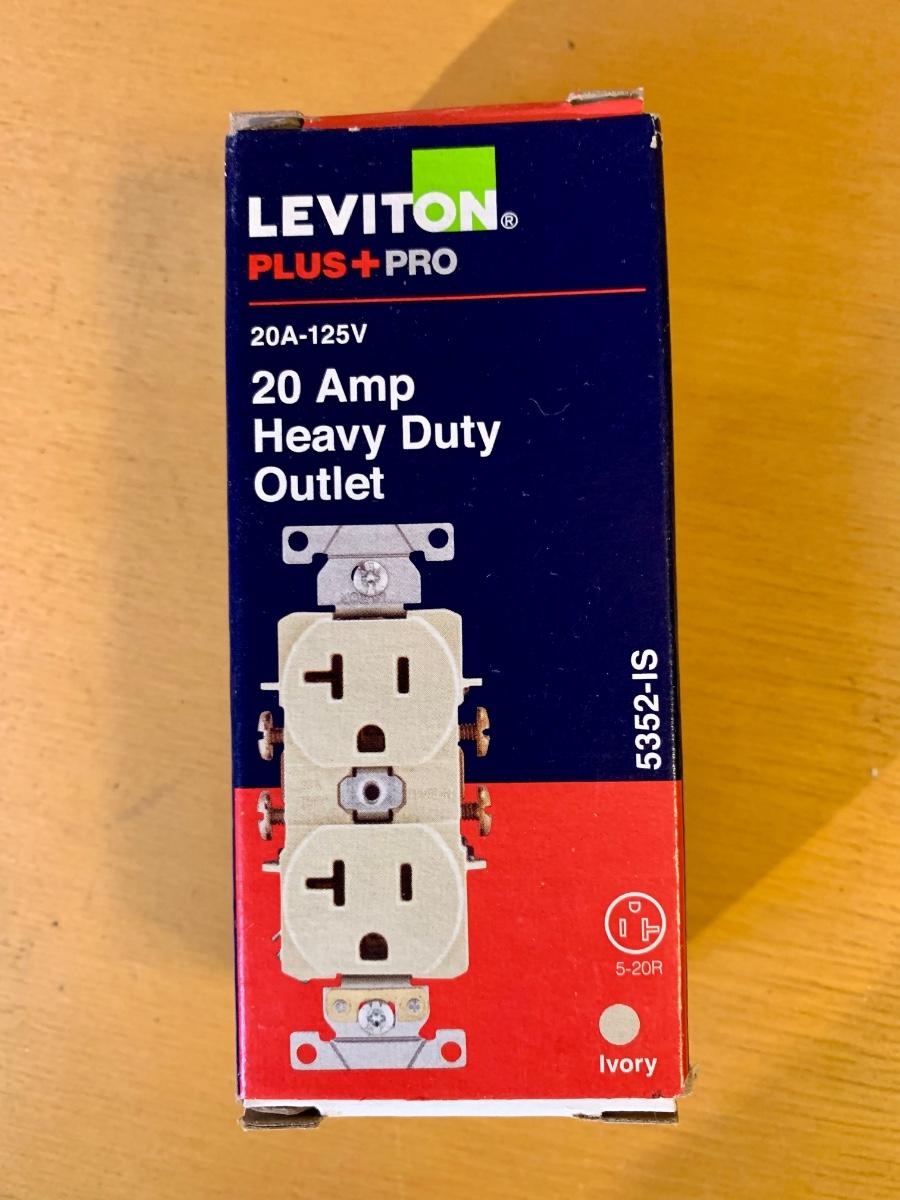 LEVITON®
PLUS+PRO
20A-125V
20 Amp
Heavy Duty
Outlet
5352-IS
5-20R
Ivory